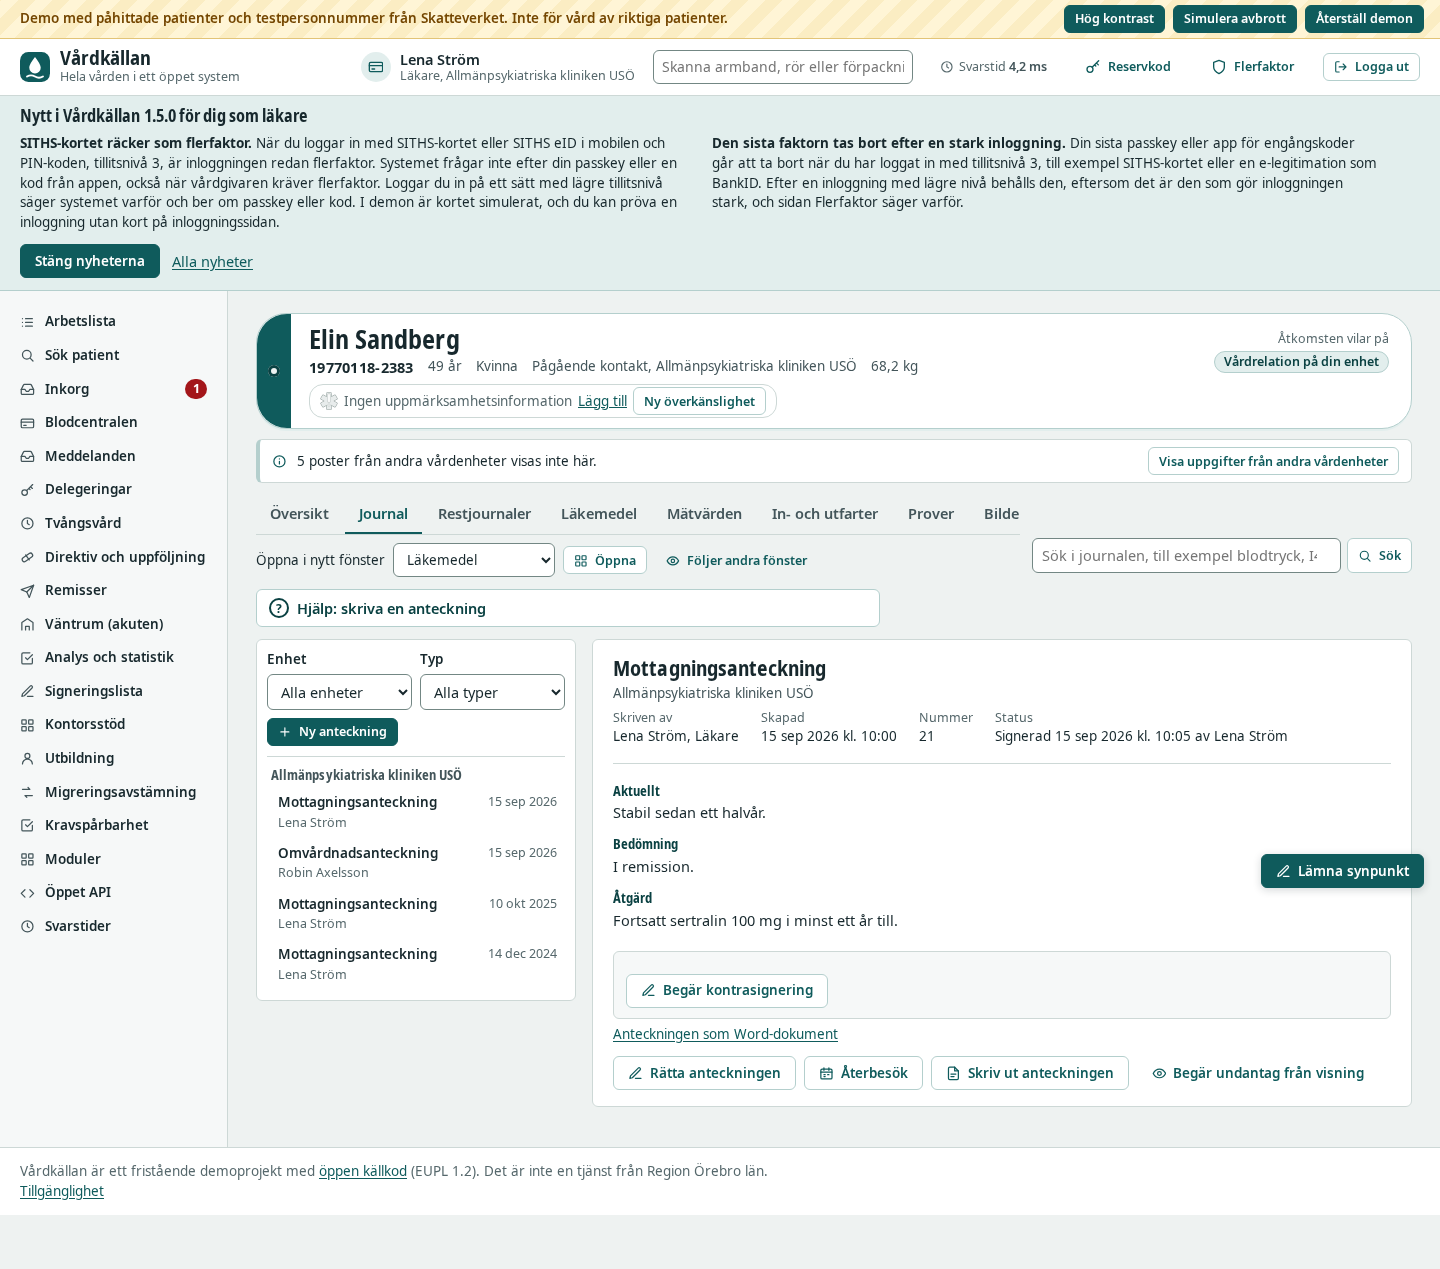 Demo med påhittade patienter och testpersonnummer från Skatteverket. Inte för vård av riktiga patienter.
Hög kontrast
Simulera avbrott
Återställ demon
Vårdkällan
Hela vården i ett öppet system
Lena Ström
Läkare, Allmänpsykiatriska kliniken USÖ
Skanna armband, rör eller förpackni
Svarstid 4,2 ms
Reservkod
Flerfaktor
Logga ut
Nytt i Vårdkällan 1.5.0 för dig som läkare
SITHS-kortet räcker som flerfaktor. När du loggar in med SITHS-kortet eller SITHS eID i mobilen och
PIN-koden, tillitsnivå 3, är inloggningen redan flerfaktor. Systemet frågar inte efter din passkey eller en
kod från appen, också när vårdgivaren kräver flerfaktor. Loggar du in på ett sätt med lägre tillitsnivå
säger systemet varför och ber om passkey eller kod. I demon är kortet simulerat, och du kan pröva en
inloggning utan kort på inloggningssidan.
Den sista faktorn tas bort efter en stark inloggning. Din sista passkey eller app för engångskoder
går att ta bort när du har loggat in med tillitsnivå 3, till exempel SITHS-kortet eller en e-legitimation som
BankID. Efter en inloggning med lägre nivå behålls den, eftersom det är den som gör inloggningen
stark, och sidan Flerfaktor säger varför.
Stäng nyheterna
Alla nyheter
Arbetslista
Sök patient
Inkorg
1
Blodcentralen
Meddelanden
Delegeringar
Tvångsvård
Direktiv och uppföljning
Remisser
Väntrum (akuten)
Analys och statistik
Signeringslista
Kontorsstöd
Utbildning
Migreringsavstämning
Kravspårbarhet
Moduler
Öppet API
Svarstider
Elin Sandberg
19770118-2383 49 år Kvinna Pågående kontakt, Allmänpsykiatriska kliniken USÖ 68,2 kg
Ingen uppmärksamhetsinformation Lägg till Ny överkänslighet
Åtkomsten vilar på
Vårdrelation på din enhet
5 poster från andra vårdenheter visas inte här.
Visa uppgifter från andra vårdenheter
Översikt
Journal
Restjournaler
Läkemedel
Mätvärden
In- och utfarter
Prover
Bilde
Öppna i nytt fönster
Läkemedel
Öppna
Följer andra fönster
Sök i journalen, till exempel blodtryck, I4
Sök
? Hjälp: skriva en anteckning
Enhet
Typ
Alla enheter
Alla typer
Ny anteckning
Allmänpsykiatriska kliniken USÖ
Mottagningsanteckning 15 sep 2026
Lena Ström
Omvårdnadsanteckning 15 sep 2026
Robin Axelsson
Mottagningsanteckning 10 okt 2025
Lena Ström
Mottagningsanteckning 14 dec 2024
Lena Ström
Mottagningsanteckning
Allmänpsykiatriska kliniken USÖ
Skriven av Skapad Nummer Status
Lena Ström, Läkare 15 sep 2026 kl. 10:00 21 Signerad 15 sep 2026 kl. 10:05 av Lena Ström
Aktuellt
Stabil sedan ett halvår.
Bedömning
I remission.
Åtgärd
Fortsatt sertralin 100 mg i minst ett år till.
Lämna synpunkt
Begär kontrasignering
Anteckningen som Word-dokument
Rätta anteckningen
Återbesök
Skriv ut anteckningen
Begär undantag från visning
Vårdkällan är ett fristående demoprojekt med öppen källkod (EUPL 1.2). Det är inte en tjänst från Region Örebro län.
Tillgänglighet